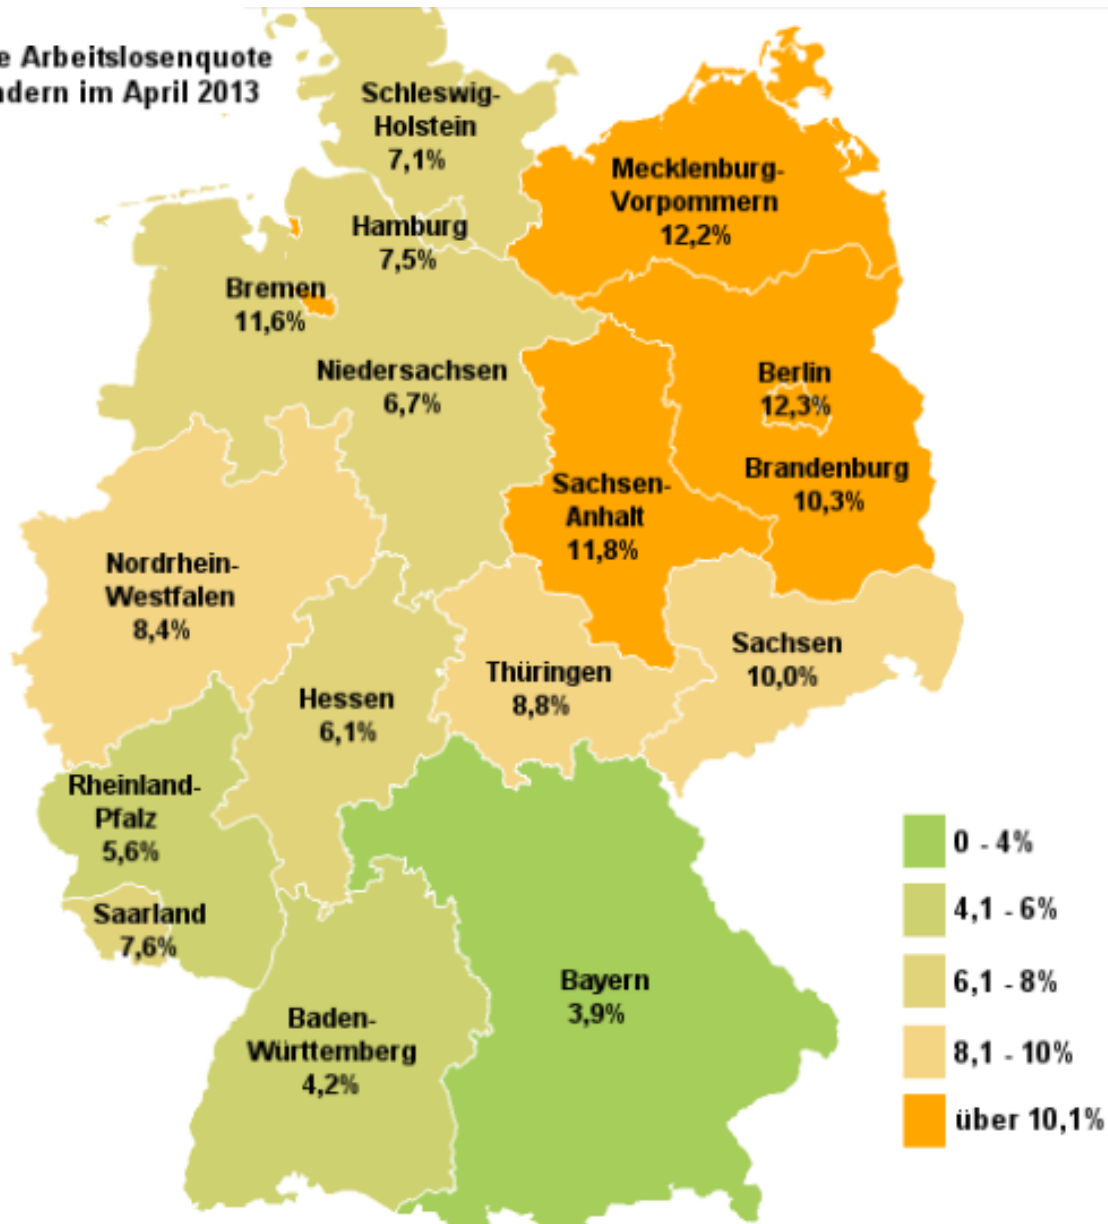 e Arbeitslosenquote
ndern im April 2013
Schleswig-
Holstein
7,1%
Mecklenburg-
Vorpommern
12,2%
Hamburg
7,5%
Bremen
11,6%
Niedersachsen
6,7%
Berlin
12,3%
Brandenburg
10,3%
Sachsen-
Anhalt
11,8%
Nordrhein-
Westfalen
8,4%
Sachsen
10,0%
Thüringen
8,8%
Hessen
6,1%
Rheinland-
Pfalz
5,6%
Saarland
7,6%
Bayern
3,9%
Baden-
Württemberg
4,2%
0 - 4%
4,1 - 6%
6,1 - 8%
8,1 - 10%
über 10,1%